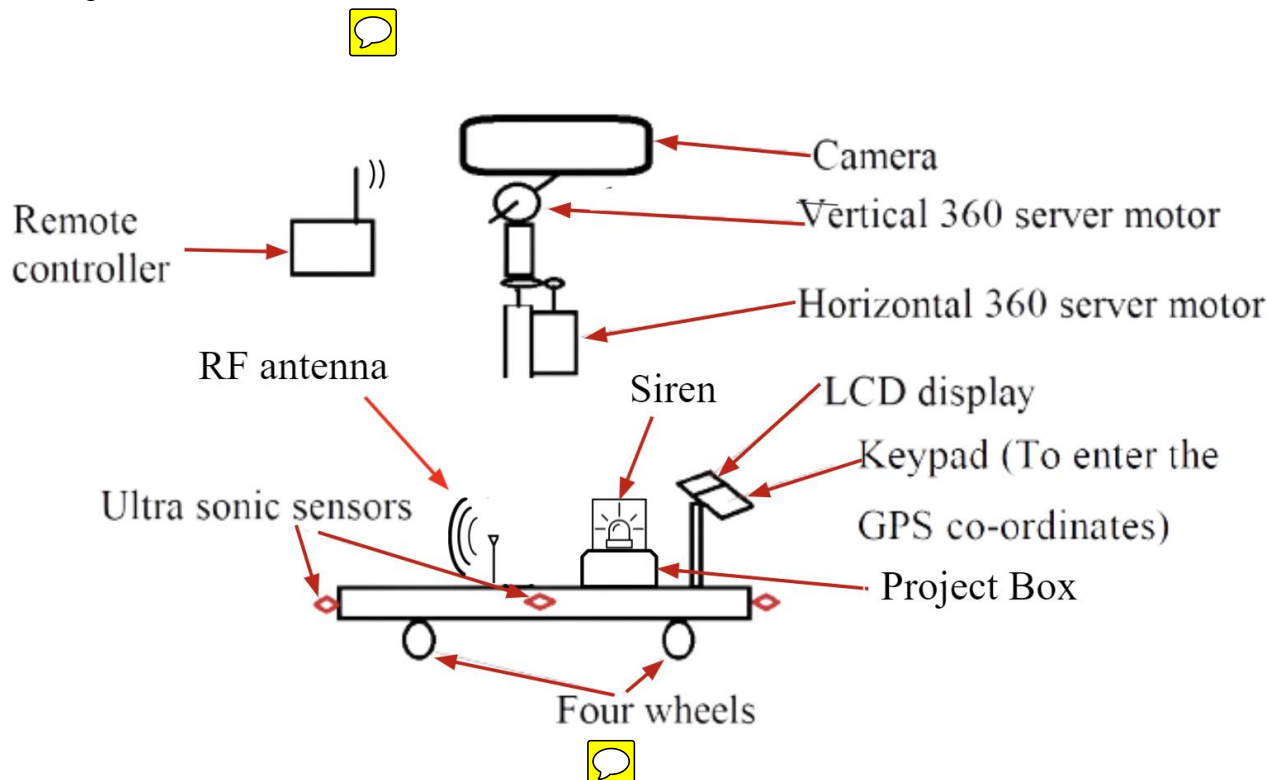 Camera
Vertical 360 server motor
Remote
controller
Horizontal 360 server motor
RF antenna
Siren
LCD display
Keypad (To enter the
GPS co-ordinates)
Ultra sonic sensors
Project Box
Four wheels